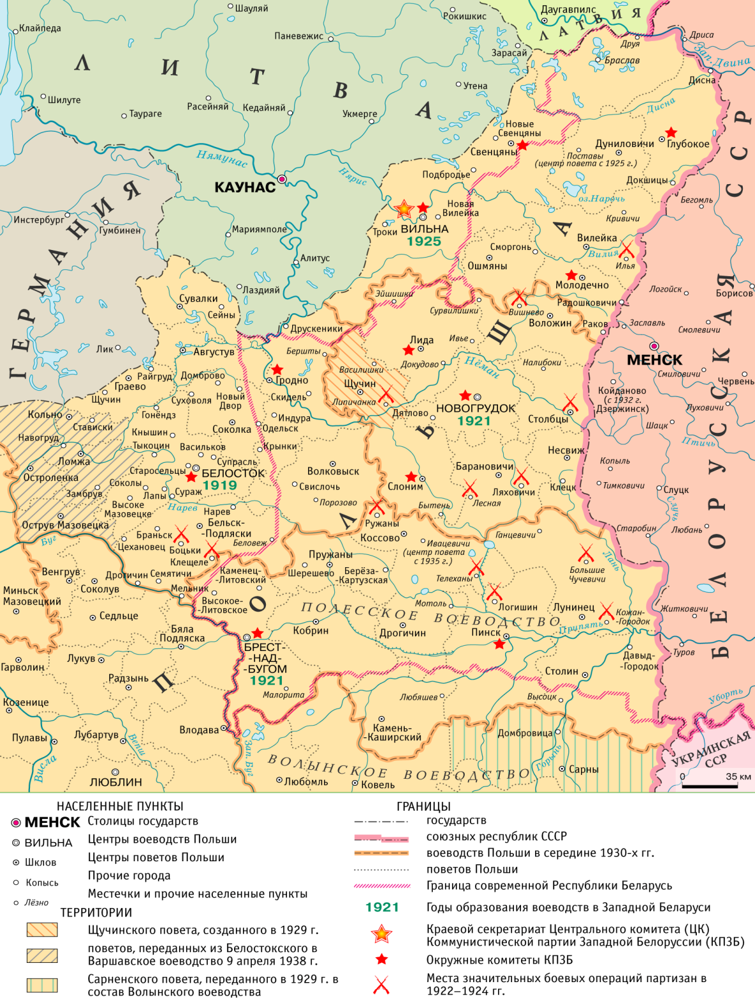 Шауляй
Рокишкис
Даугавпилс
ЛАТВИЯ
Клайпеда
Паневежис
Зарасай
Друя
Дриса
Браслав
Зап. Двина
ЛИТВА
Утена
Дисна
Шилуте
Расейняй
Кедайняй
Таураге
Укмерге
Дисна
Новые
Свенцяны
Свенцяны
Дуниловичи
Глубокое
Поставы
(центр повета с 1925 г.)
Нямунас
Нярис
Подбродье
Докшицы
КАУНАС
оз.Нарочь
Бегомль
ГЕРМАНИЯ
Инстербург
Гумбинен
Новая
Вилейка
Троки
ВИЛЬНА
1925
Кривичи
Мариямполе
Сморгонь
Вилейка
Вилия
Илья
Алитус
Ошмяны
Молодечно
Лаздияй
Эйшишки
Логойск
Борисов
Сувалки
Сейны
Сурвилишки
Вишнево
Радошковичи
Воложин
Раков
Заславль
Смолевичи
Друскеники
Лида
Ивье
МЕНСК
Лик
Августув
Бершты
Василишки
Докудово
Нёман
Налибоки
Смиловичи
Червень
Райгруд
Домброво
Граево
Щучин
Суховоля
Новый
Двор
Гродно
Скидель
Щучин
Липичанка
НОВОГРУДОК
1921
Койданово
(с 1932 г.
Дзержинск)
Пуховичи
Кольно
Стависки
Гонёндз
Индура
Дятлово
Столбцы
Шацк
Птичь
Навогруд
Кнышин
Соколка
Одельск
Тыкоцин
Васильков
Крынки
Несвиж
Ломжа
Супрасль
Остроленка
Старосельцы
БЕЛОСТОК
1919
Волковыск
Барановичи
Копыль
Замбрув
Соколы
Лапы
Сураж
Свислочь
Слоним
Ляховичи
Клецк
Тимковичи
Слуцк
Случь
Высоке
Мазовецке
Нарев
Нарев
Порозово
Бытень
Лесная
Острув Мазовецка
Бельск-
-Подляски
Ружаны
Ганцевичи
Старобин
Любань
Буг
Браньск
Цехановец
Боцьки
Беловеж
Коссово
Ивацевичи
(центр повета
с 1935 г.)
Клещеле
Пружаны
Лань
Венгрув
Дрогичин
Семятичи
Каменец-
-Литовский
Шерешево
Берёза-
-Картузская
Телеханы
Большие
Чучевичи
Миньск
Мазовецкий
Соколув
Мельник
Высокое-
-Литовское
Мотоль
Логишин
Лунинец
Кожан-
-Городок
Житковичи
ПОЛЕССКОЕ ВОЕВОДСТВО
Седльце
Бяла
Подляска
Кобрин
Дрогичин
Пинск
Припять
БРЕСТ-
-НАД-
-БУГОМ
1921
Туров
Гарволин
Лукув
Давыд-
-Городок
Радзынь
Малорита
Столин
Козенице
Любяшев
Высоцк
Уборть
Влодава
Камень-
-Каширский
Домбровица
Пулавы
Лубартув
Вепш
Висла
Зап. Буг
Горынь
ПОЛЬША
БЕЛОРУССКАЯ ССР
УКРАИНСКАЯ
ССР
ВОЛЫНСКОЕ ВОЕВОДСТВО
ЛЮБЛИН
Любомль
Ковель
Сарны
0 35 км
НАСЕЛЕННЫЕ ПУНКТЫ
МЕНСК Столицы государств
ВИЛЬНА Центры воеводств Польши
Шклов Центры поветов Польши
Копысь Прочие города
Лёзно Местечки и прочие населенные пункты
ТЕРРИТОРИИ
Щучинского повета, созданного в 1929 г.
поветов, переданных из Белостокского в
Варшавское воеводство 9 апреля 1938 г.
Сарненского повета, переданного в 1929 г. в
состав Волынского воеводства
ГРАНИЦЫ
государств
союзных республик СССР
воеводств Польши в середине 1930-х гг.
поветов Польши
Граница современной Республики Беларусь
1921 Годы образования воеводств в Западной Беларуси
Краевой секретариат Центрального комитета (ЦК)
Коммунистической партии Западной Белоруссии (КПЗБ)
Окружные комитеты КПЗБ
Места значительных боевых операций партизан в
1922–1924 гг.